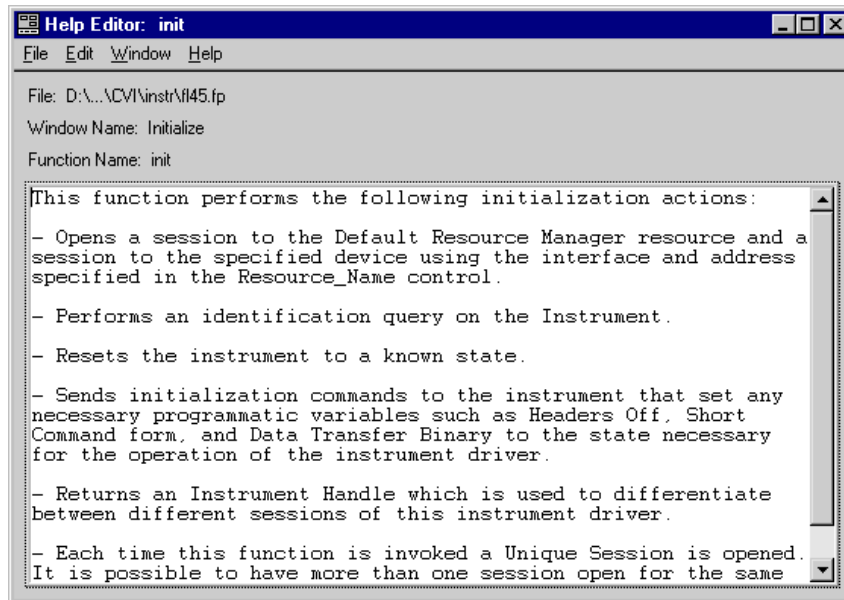 Help Editor: init
File Edit Window Help
File: D:\...\CVI\instr\fl45.fp
Window Name: Initialize
Function Name: init
This function performs the following initialization actions:
- Opens a session to the Default Resource Manager resource and a
session to the specified device using the interface and address
specified in the Resource_Name control.
- Performs an identification query on the Instrument.
- Resets the instrument to a known state.
- Sends initialization commands to the instrument that set any
necessary programmatic variables such as Headers Off, Short
Command form, and Data Transfer Binary to the state necessary
for the operation of the instrument driver.
- Returns an Instrument Handle which is used to differentiate
between different sessions of this instrument driver.
- Each time this function is invoked a Unique Session is opened.
It is possible to have more than one session open for the same